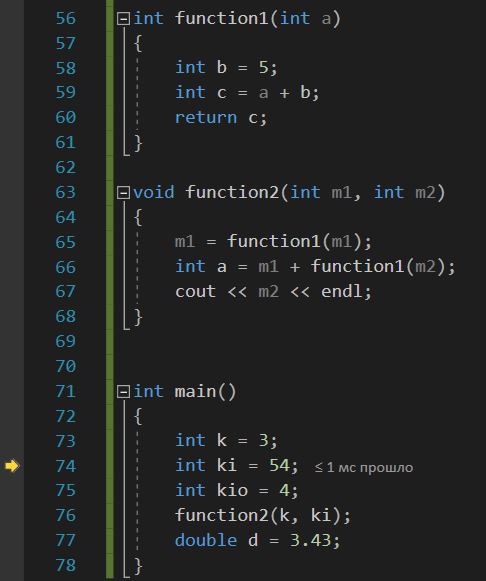 56 int function1(int a)
57 {
58 int b = 5;
59 int c = a + b;
60 return c;
61 }
62
63 void function2(int m1, int m2)
64 {
65 m1 = function1(m1);
66 int a = m1 + function1(m2);
67 cout << m2 << endl;
68 }
69
70
71 int main()
72 {
73 int k = 3;
74 int ki = 54; ≤ 1 мс прошло
75 int kio = 4;
76 function2(k, ki);
77 double d = 3.43;
78 }